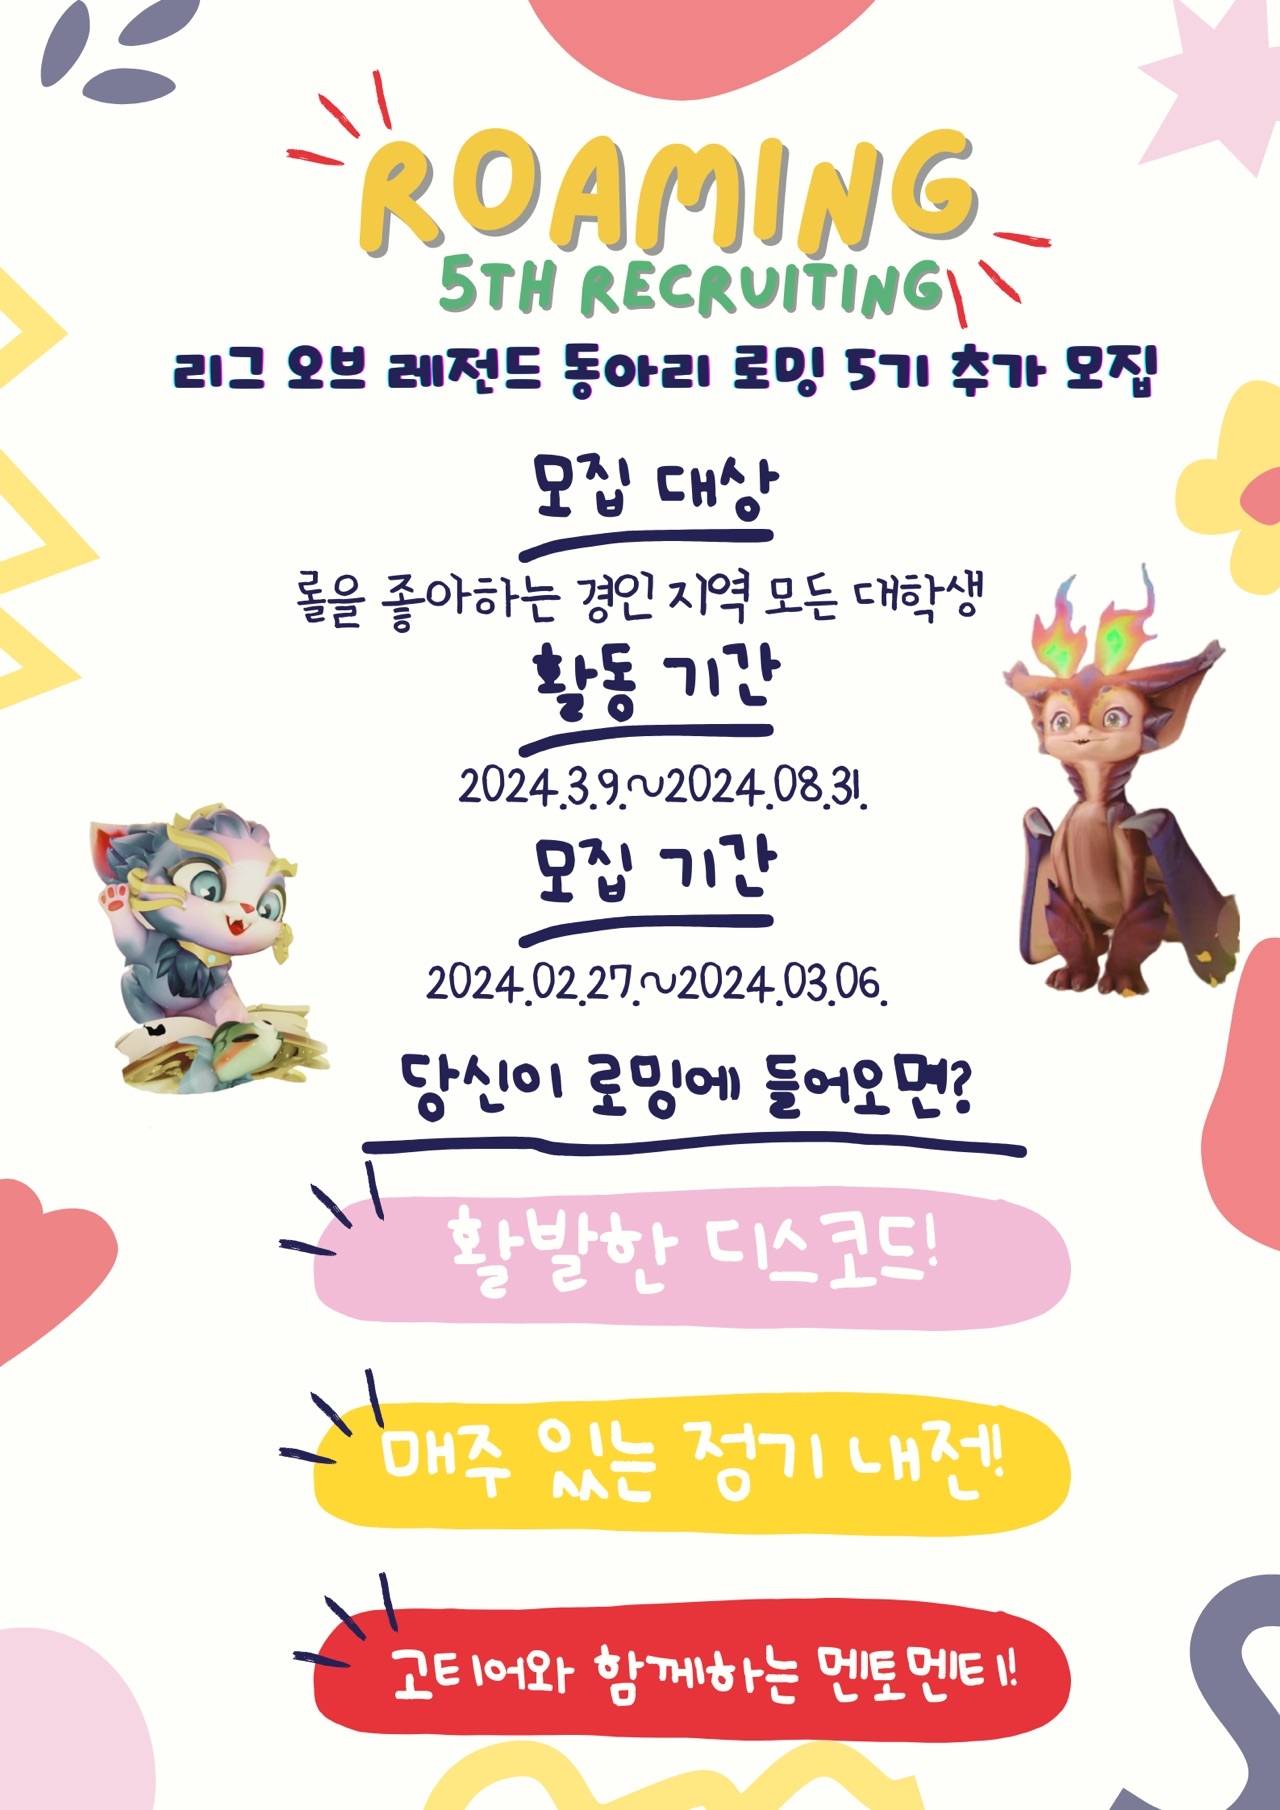 ROAMING
5TH RECRUITING
리그 오브 레전드 동아리 로밍 5기 추가 모집
모집 대상
롤을 좋아하는 경인 지역 모든 대학생
활동 기간
2024.3.9.~2024.08.31.
모집 기간
2024.02.27.~2024.03.06.
당신이 로밍에 들어오면?
활발한 디스코드!
매주 있는 정기 내전!
고티어와 함께하는 멘토멘티!